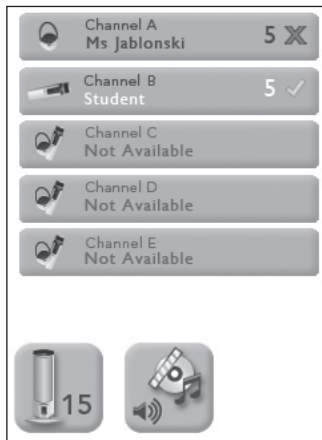 Channel A
Ms Jablonski
5
Channel B
Student
5
Channel C
Not Available
Channel D
Not Available
Channel E
Not Available
15